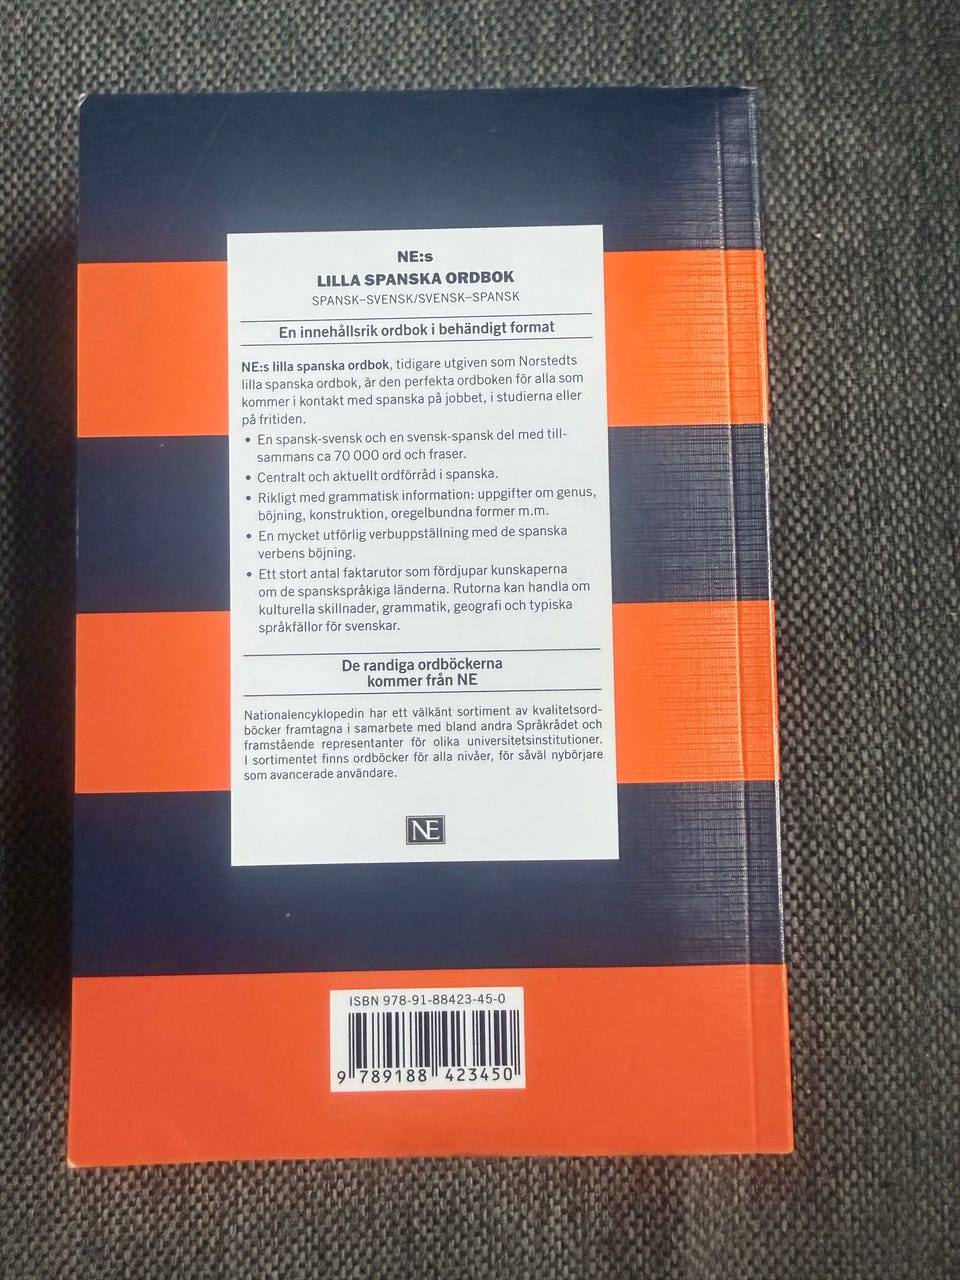 NE:s
LILLA SPANSKA ORDBOK
SPANSK–SVENSK/SVENSK–SPANSK
En innehållsrik ordbok i behändigt format
NE:s lilla spanska ordbok, tidigare utgiven som Norstedts
lilla spanska ordbok, är den perfekta ordboken för alla som
kommer i kontakt med spanska på jobbet, i studierna eller
på fritiden.
• En spansk-svensk och en svensk-spansk del med till-
sammans ca 70 000 ord och fraser.
• Centralt och aktuellt ordförråd i spanska.
• Rikligt med grammatisk information: uppgifter om genus,
böjning, konstruktion, oregelbundna former m.m.
• En mycket utförlig verbuppställning med de spanska
verbens böjning.
• Ett stort antal faktarutor som fördjupar kunskaperna
om de spanskspråkiga länderna. Rutorna kan handla om
kulturella skillnader, grammatik, geografi och typiska
språkfällor för svenskar.
De randiga ordböckerna
kommer från NE
Nationalencyklopedin har ett välkänt sortiment av kvalitetsord-
böcker framtagna i samarbete med bland andra Språkrådet och
framstående representanter för olika universitetsinstitutioner.
I sortimentet finns ordböcker för alla nivåer, för såväl nybörjare
som avancerade användare.
NE
ISBN 978-91-88423-45-0
9 789188 423450